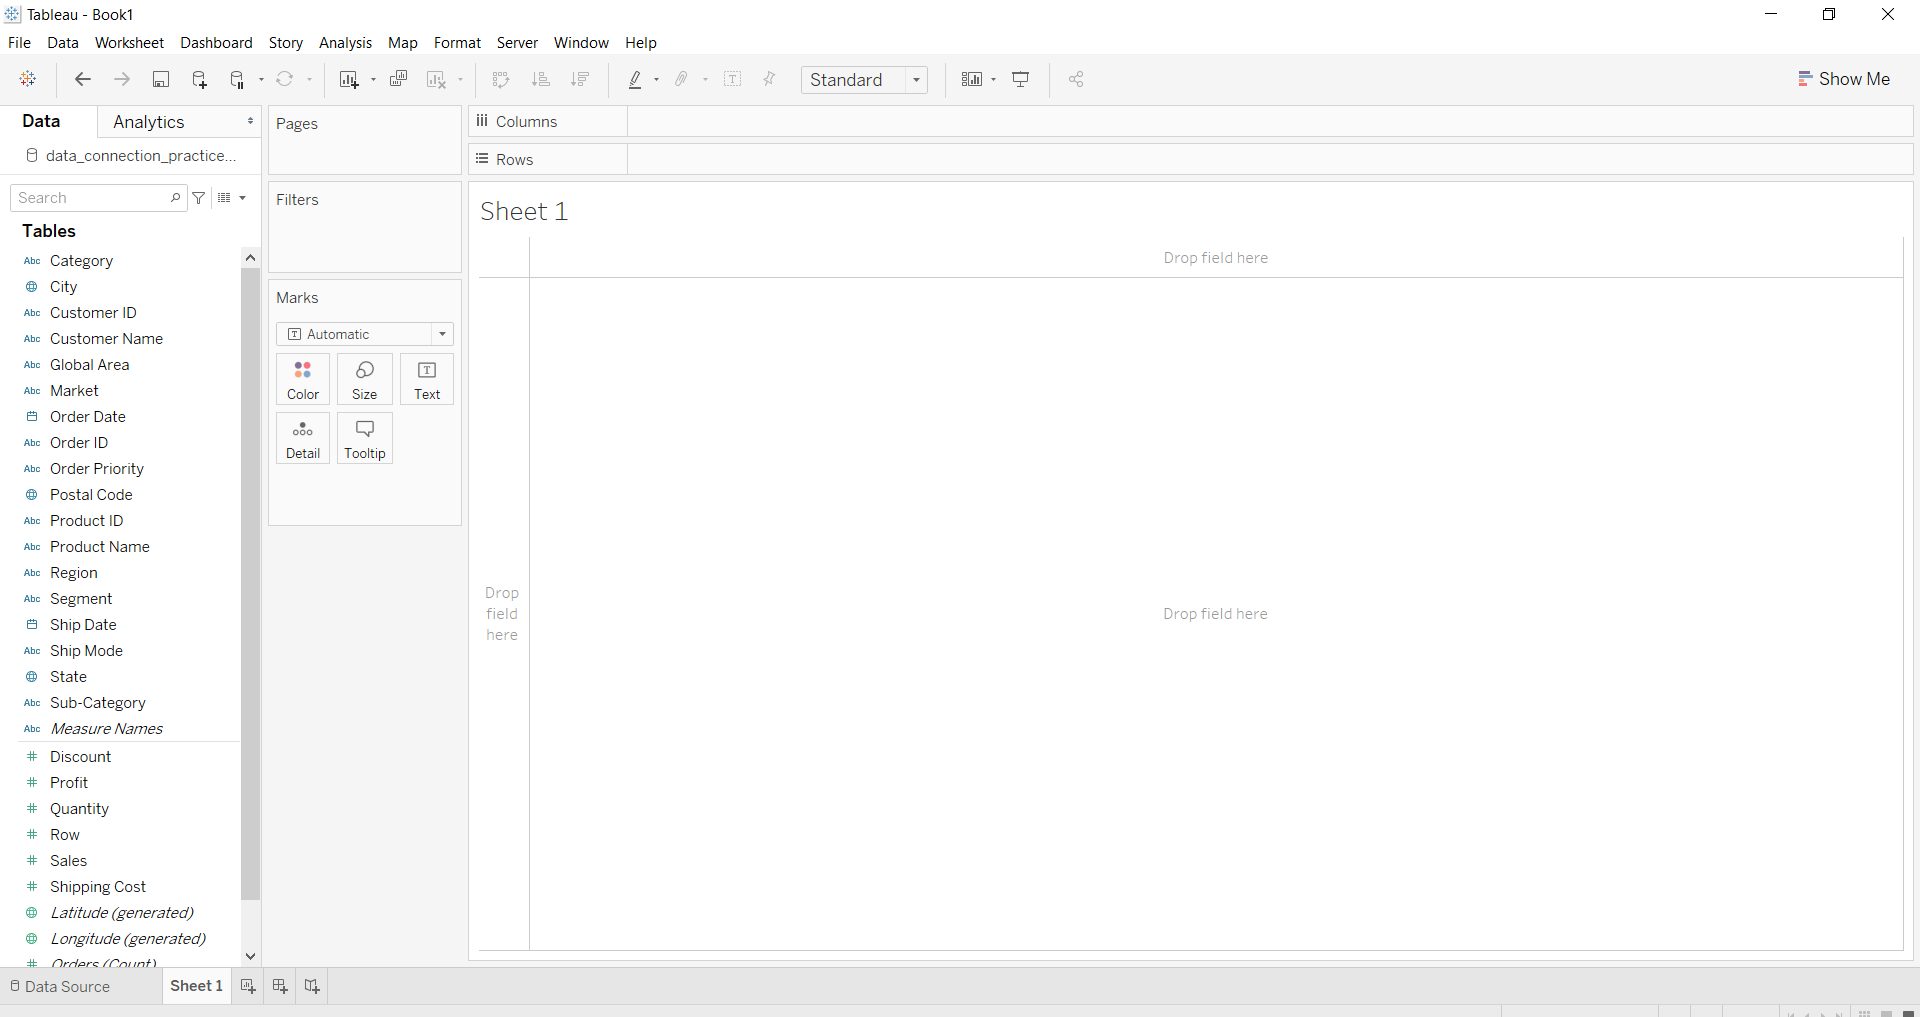 Tableau - Book1
File Data Worksheet Dashboard Story Analysis Map Format Server Window Help
Standard
Show Me
Data Analytics
data_connection_practice...
Search
Tables
Abc Category
City
Abc Customer ID
Abc Customer Name
Abc Global Area
Abc Market
Order Date
Abc Order ID
Abc Order Priority
Postal Code
Abc Product ID
Abc Product Name
Abc Region
Abc Segment
Ship Date
Abc Ship Mode
State
Abc Sub-Category
Abc Measure Names
# Discount
# Profit
# Quantity
# Row
# Sales
# Shipping Cost
Latitude (generated)
Longitude (generated)
# Orders (Count)
Pages
Filters
Marks
T Automatic
Color Size T Text
Detail Tooltip
Columns
Rows
Sheet 1
Drop field here
Drop
field
here
Drop field here
Data Source Sheet 1